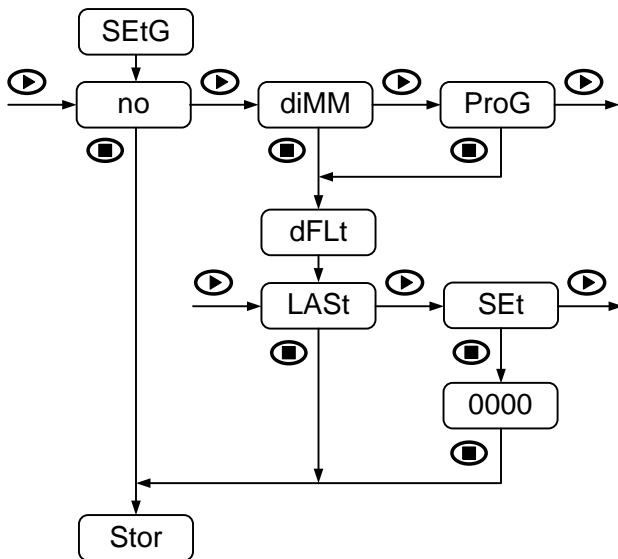 SEtG
no
diMM
ProG
dFLt
LASt
SEt
0000
Stor